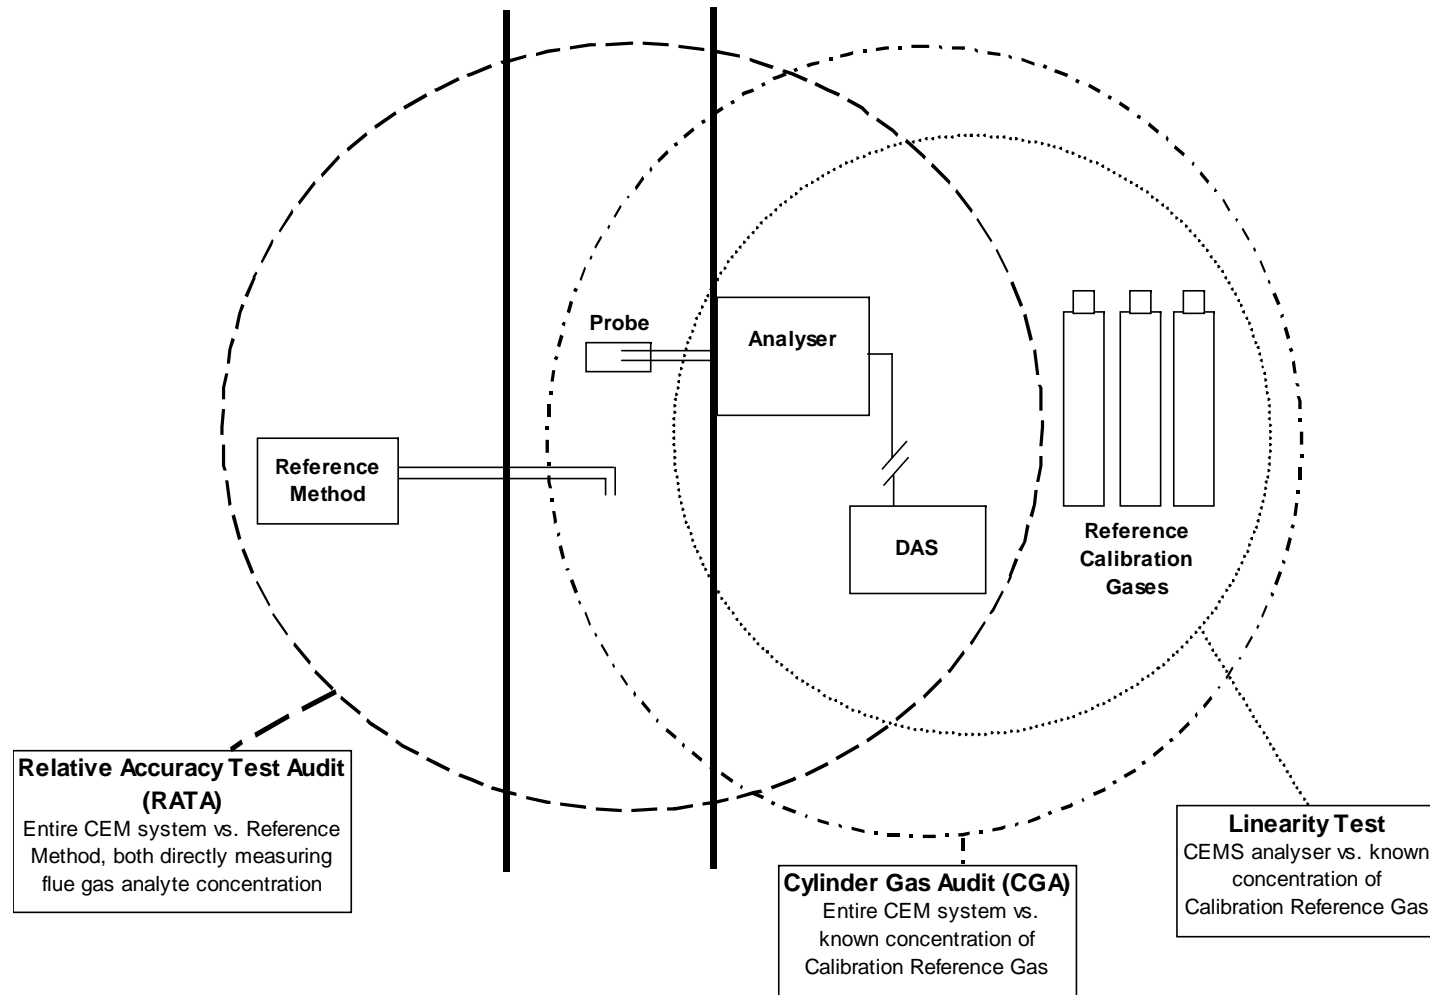 Probe
Analyser
Reference
Method
DAS
Reference
Calibration
Gases
Relative Accuracy Test Audit
(RATA)
Entire CEM system vs. Reference
Method, both directly measuring
flue gas analyte concentration
Cylinder Gas Audit (CGA)
Entire CEM system vs.
known concentration of
Calibration Reference Gas
Linearity Test
CEMS analyser vs. known
concentration of
Calibration Reference Gas